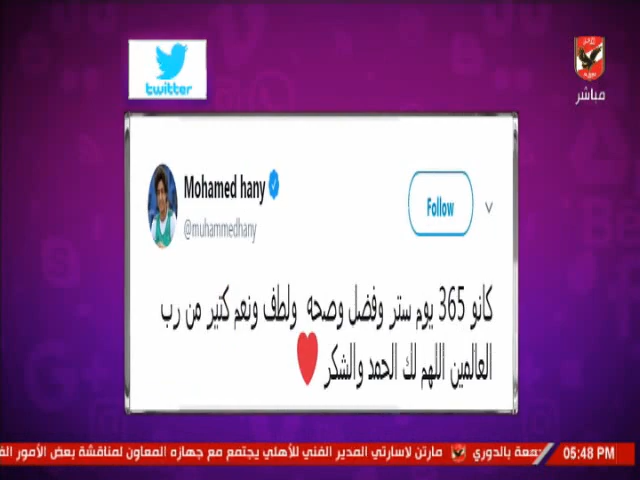 twitter
مباشر
Mohamed hany
@muhammedhany
Follow
كانو 365 يوم ستر وفضل وصحه ولطف ونعم كتير من رب
العالمين اللهم لك الحمد والشكر ❤
جمعة بالدوري مارتن لاسارتي المدير الفني للأهلي يجتمع مع جهازه المعاون لمناقشة بعض الأمور الف
05:48 PM